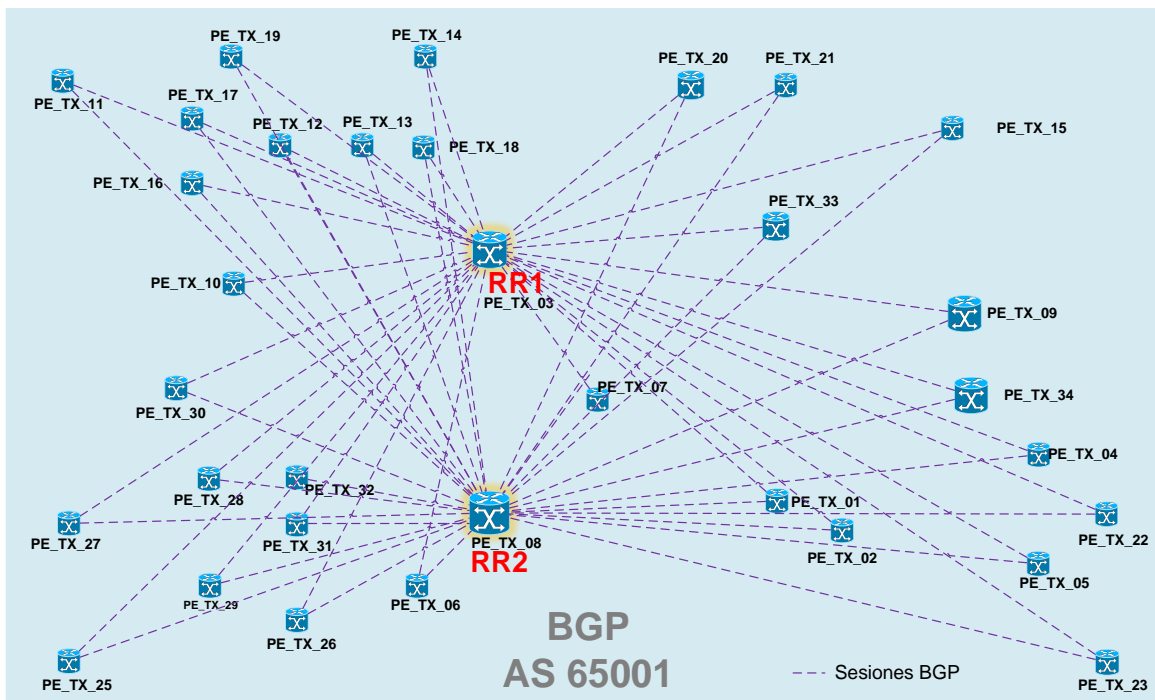 PE_TX_19
PE_TX_14
PE_TX_20
PE_TX_21
PE_TX_11
PE_TX_17
PE_TX_12
PE_TX_13
PE_TX_18
PE_TX_15
PE_TX_16
PE_TX_33
PE_TX_10
RR1
PE_TX_03
PE_TX_09
PE_TX_07
PE_TX_34
PE_TX_30
PE_TX_04
PE_TX_28
PE_TX_32
PE_TX_01
PE_TX_27
PE_TX_31
PE_TX_08
RR2
PE_TX_02
PE_TX_22
PE_TX_05
PE_TX_29
PE_TX_06
PE_TX_26
BGP
AS 65001
Sesiones BGP
PE_TX_25
PE_TX_23